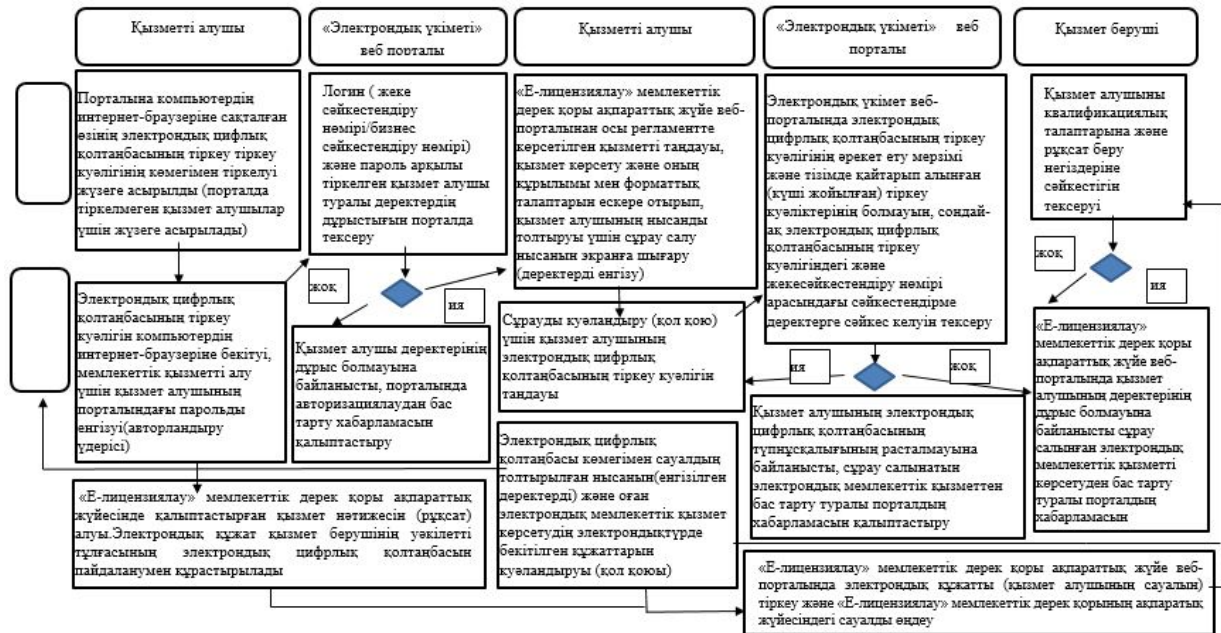 Қызметті алушы
«Электрондық үкіметі»
веб порталы
Қызметті алушы
«Электрондық үкіметі» веб
порталы
Қызмет беруші
Порталына компьютердің
интернет-браузеріне сақталған
өзінің электрондық цифлық
қолтаңбасының тіркеу тіркеу
куәлігінің көмегімен тіркелуі
жүзеге асырылды (порталда
тіркелмеген қызмет алушылар
үшін жүзеге асырылады)
Логин ( жеке
сәйкестендіру
нөмірі/бизнес
сәйкестендіру нөмірі)
және пароль арқылы
тіркелген қызмет алушы
туралы деректердің
дұрыстығын порталда
тексеру
«Е-лицензиялау» мемлекеттік
дерек қоры ақпараттық жүйе веб-
порталынан осы регламентте
көрсетілген қызметті таңдауы,
қызмет көрсету және оның
құрылымы мен форматтық
талаптарын ескере отырып,
қызмет алушының нысанды
толтыруы үшін сұрау салу
нысанын экранға шығару
(деректерді енгізу)
Электрондық үкімет веб-
порталында электрондық
цифрлық қолтаңбасының тіркеу
куәлігінің әрекет ету мерзімі
және тізімде қайтарып алынған
(күші жойылған) тіркеу
куәліктерінің болмауын, сондай-
ақ электрондық цифрлық
қолтаңбасының тіркеу
куәлігіндегі және
жекесәйкестендіру нөмірі
арасындағы сәйкестендірме
деректерге сәйкес келуін тексеру
Қызмет алушыны
квалификациялық
талаптарына және
рұқсат беру
негіздеріне
сәйкестігін
тексеруі
жоқ
ия
жоқ
ия
Электрондық цифрлық
қолтаңбасының тіркеу
куәлігін компьютердің
интернет-браузеріне бекітуі,
мемлекеттік қызметті алу
үшін қызмет алушының
порталындағы парольды
енгізуі(авторландыру
үдерісі)
Қызмет алушы деректерінің
дұрыс болмауына
байланысты, порталында
авторизациялаудан бас
тарту хабарламасын
қалыптастыру
Сұрауды куәландыру (қол қою)
үшін қызмет алушының
электрондық цифрлық
қолтаңбасының тіркеу куәлігін
таңдауы
ия
жоқ
«Е-лицензиялау»
мемлекеттік дерек қоры
ақпараттық жүйе веб-
порталында қызмет
алушының деректерінің
дұрыс болмауына
байланысты сұрау
салынған электрондық
мемлекеттік қызметті
көрсетуден бас тарту
туралы порталдың
хабарламасын
Қызмет алушының электрондық
цифрлық қолтаңбасының
түпнұсқалығының расталмауына
байланысты, сұрау салынатын
электрондық мемлекеттік қызметтен
бас тарту туралы порталдың
хабарламасын қалыптастыру
Электрондық цифрлық
қолтаңбасы көмегімен сауалдың
толтырылған нысанын(енгізілген
деректерді) және оған
электрондық мемлекеттік қызмет
көрсетудің электрондықтүрде
бекітілген құжаттарын
куәландыруы (қол қоюы)
«Е-лицензиялау» мемлекеттік дерек қоры ақпараттық
жүйесінде қалыптастырған қызмет нәтижесін (рұқсат)
алуы.Электрондық құжат қызмет берушінің уәкілетті
тұлғасының электрондық цифрлық қолтаңбасын
пайдаланумен құрастырылады
«Е-лицензиялау» мемлекеттік дерек қоры ақпараттық жүйе веб-
порталында электрондық құжатты (қызмет алушының сауалын)
тіркеу және «Е-лицензиялау» мемлекеттік дерек қорының ақпаратық
жүйесіндегі сауалды өңдеу